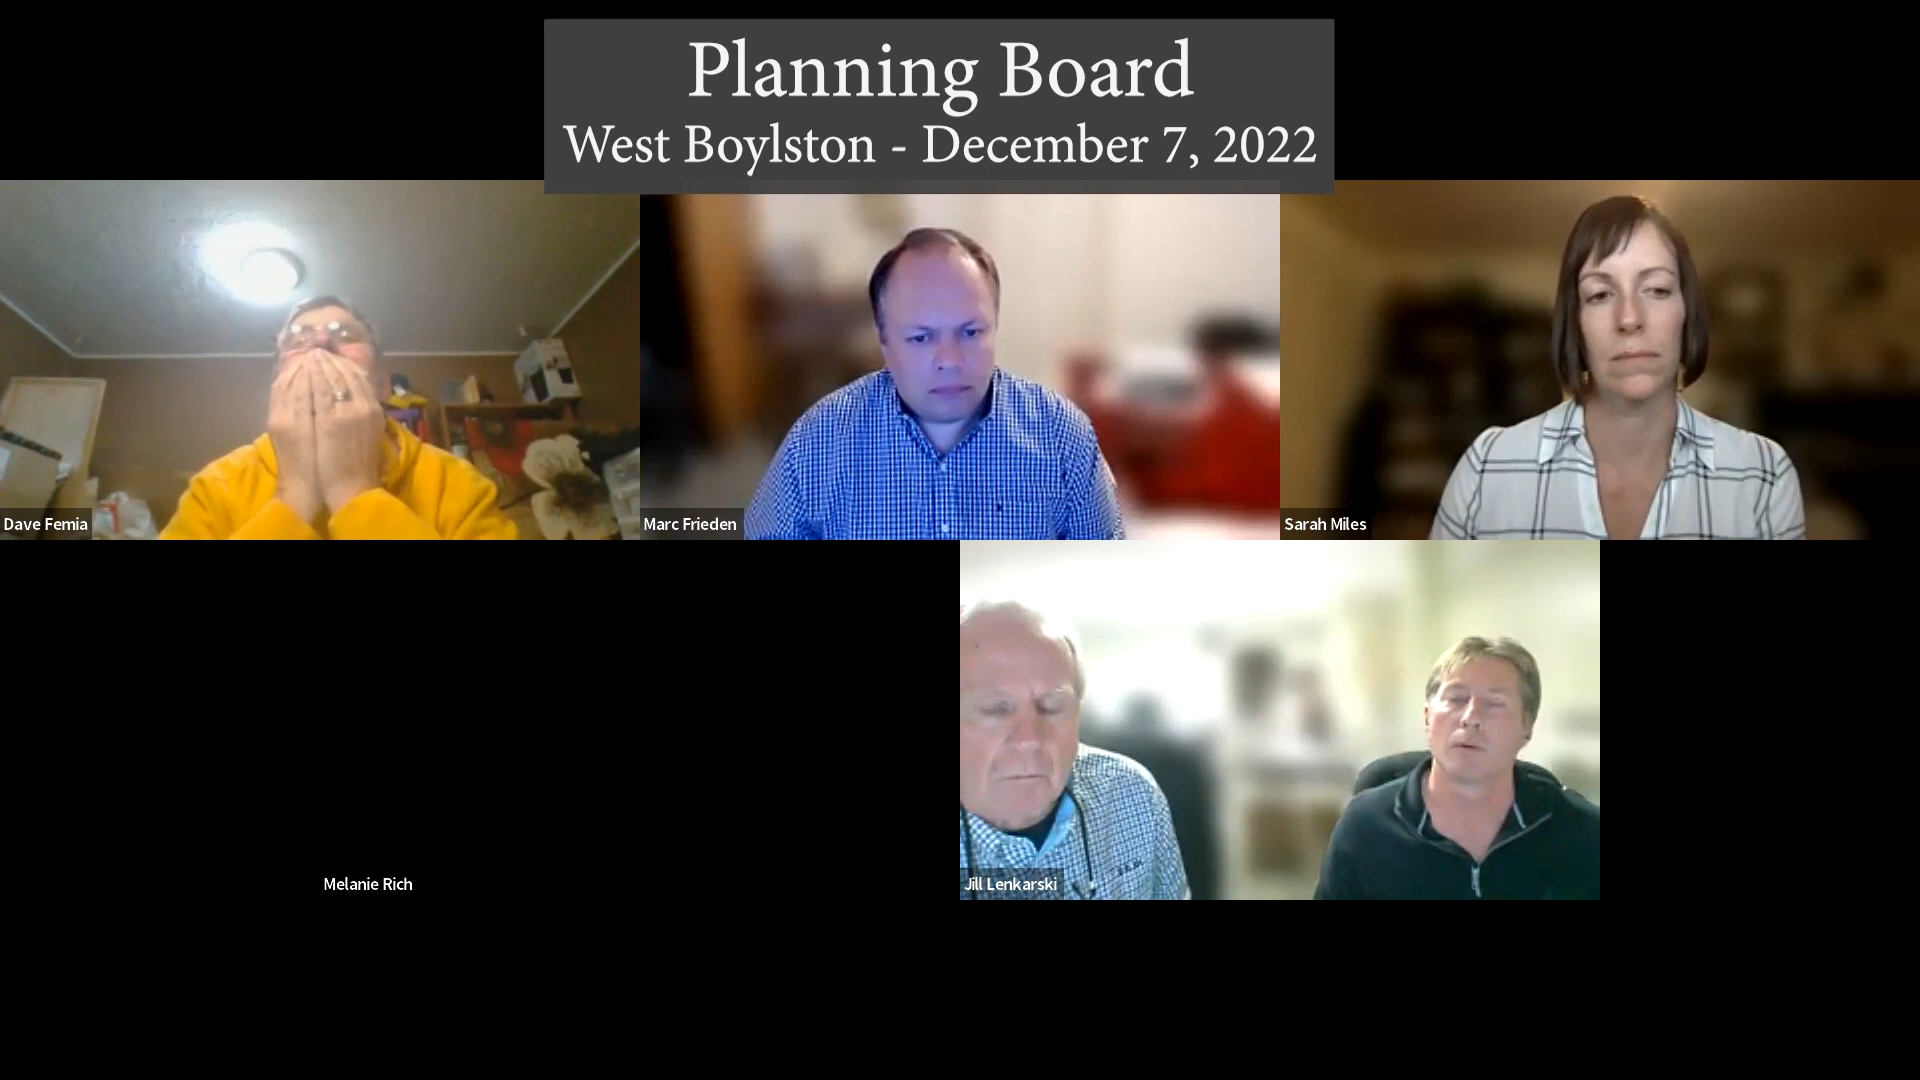 Planning Board
West Boylston - December 7, 2022
Dave Femia
Marc Frieden
Sarah Miles
Melanie Rich
Jill Lenkarski